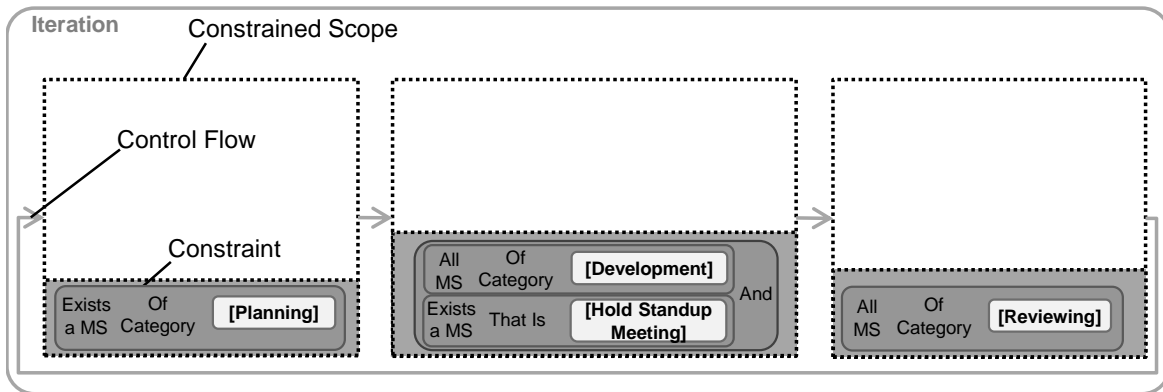 Iteration
Constrained Scope
Control Flow
Constraint
Exists a MS
Of Category
[Planning]
All MS
Of Category
[Development]
Exists a MS
That Is
[Hold Standup Meeting]
And
All MS
Of Category
[Reviewing]